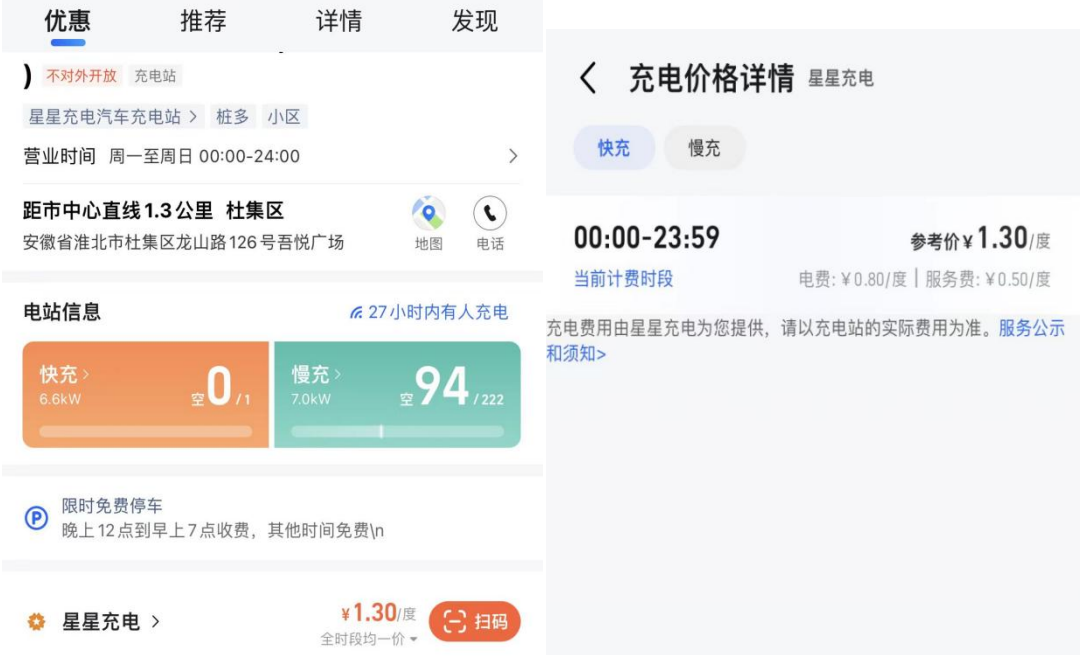 优惠 推荐 详情 发现
) 不对外开放 充电站
星星充电汽车充电站 > 桩多 小区
营业时间 周一至周日 00:00-24:00 >
距市中心直线1.3公里 杜集区
安徽省淮北市杜集区龙山路126号吾悦广场
地图 电话
电站信息 27小时内有人充电
快充>
6.6kW 空0/1
慢充>
7.0kW 空94/222
限时免费停车
晚上12点到早上7点收费，其他时间免费\n
星星充电 > ¥1.30/度 扫码
全时段均一价
充电价格详情 星星充电
快充 慢充
00:00-23:59 参考价¥1.30/度
当前计费时段 电费: ¥0.80/度 | 服务费: ¥0.50/度
充电费用由星星充电为您提供，请以充电站的实际费用为准。服务公示
和须知>